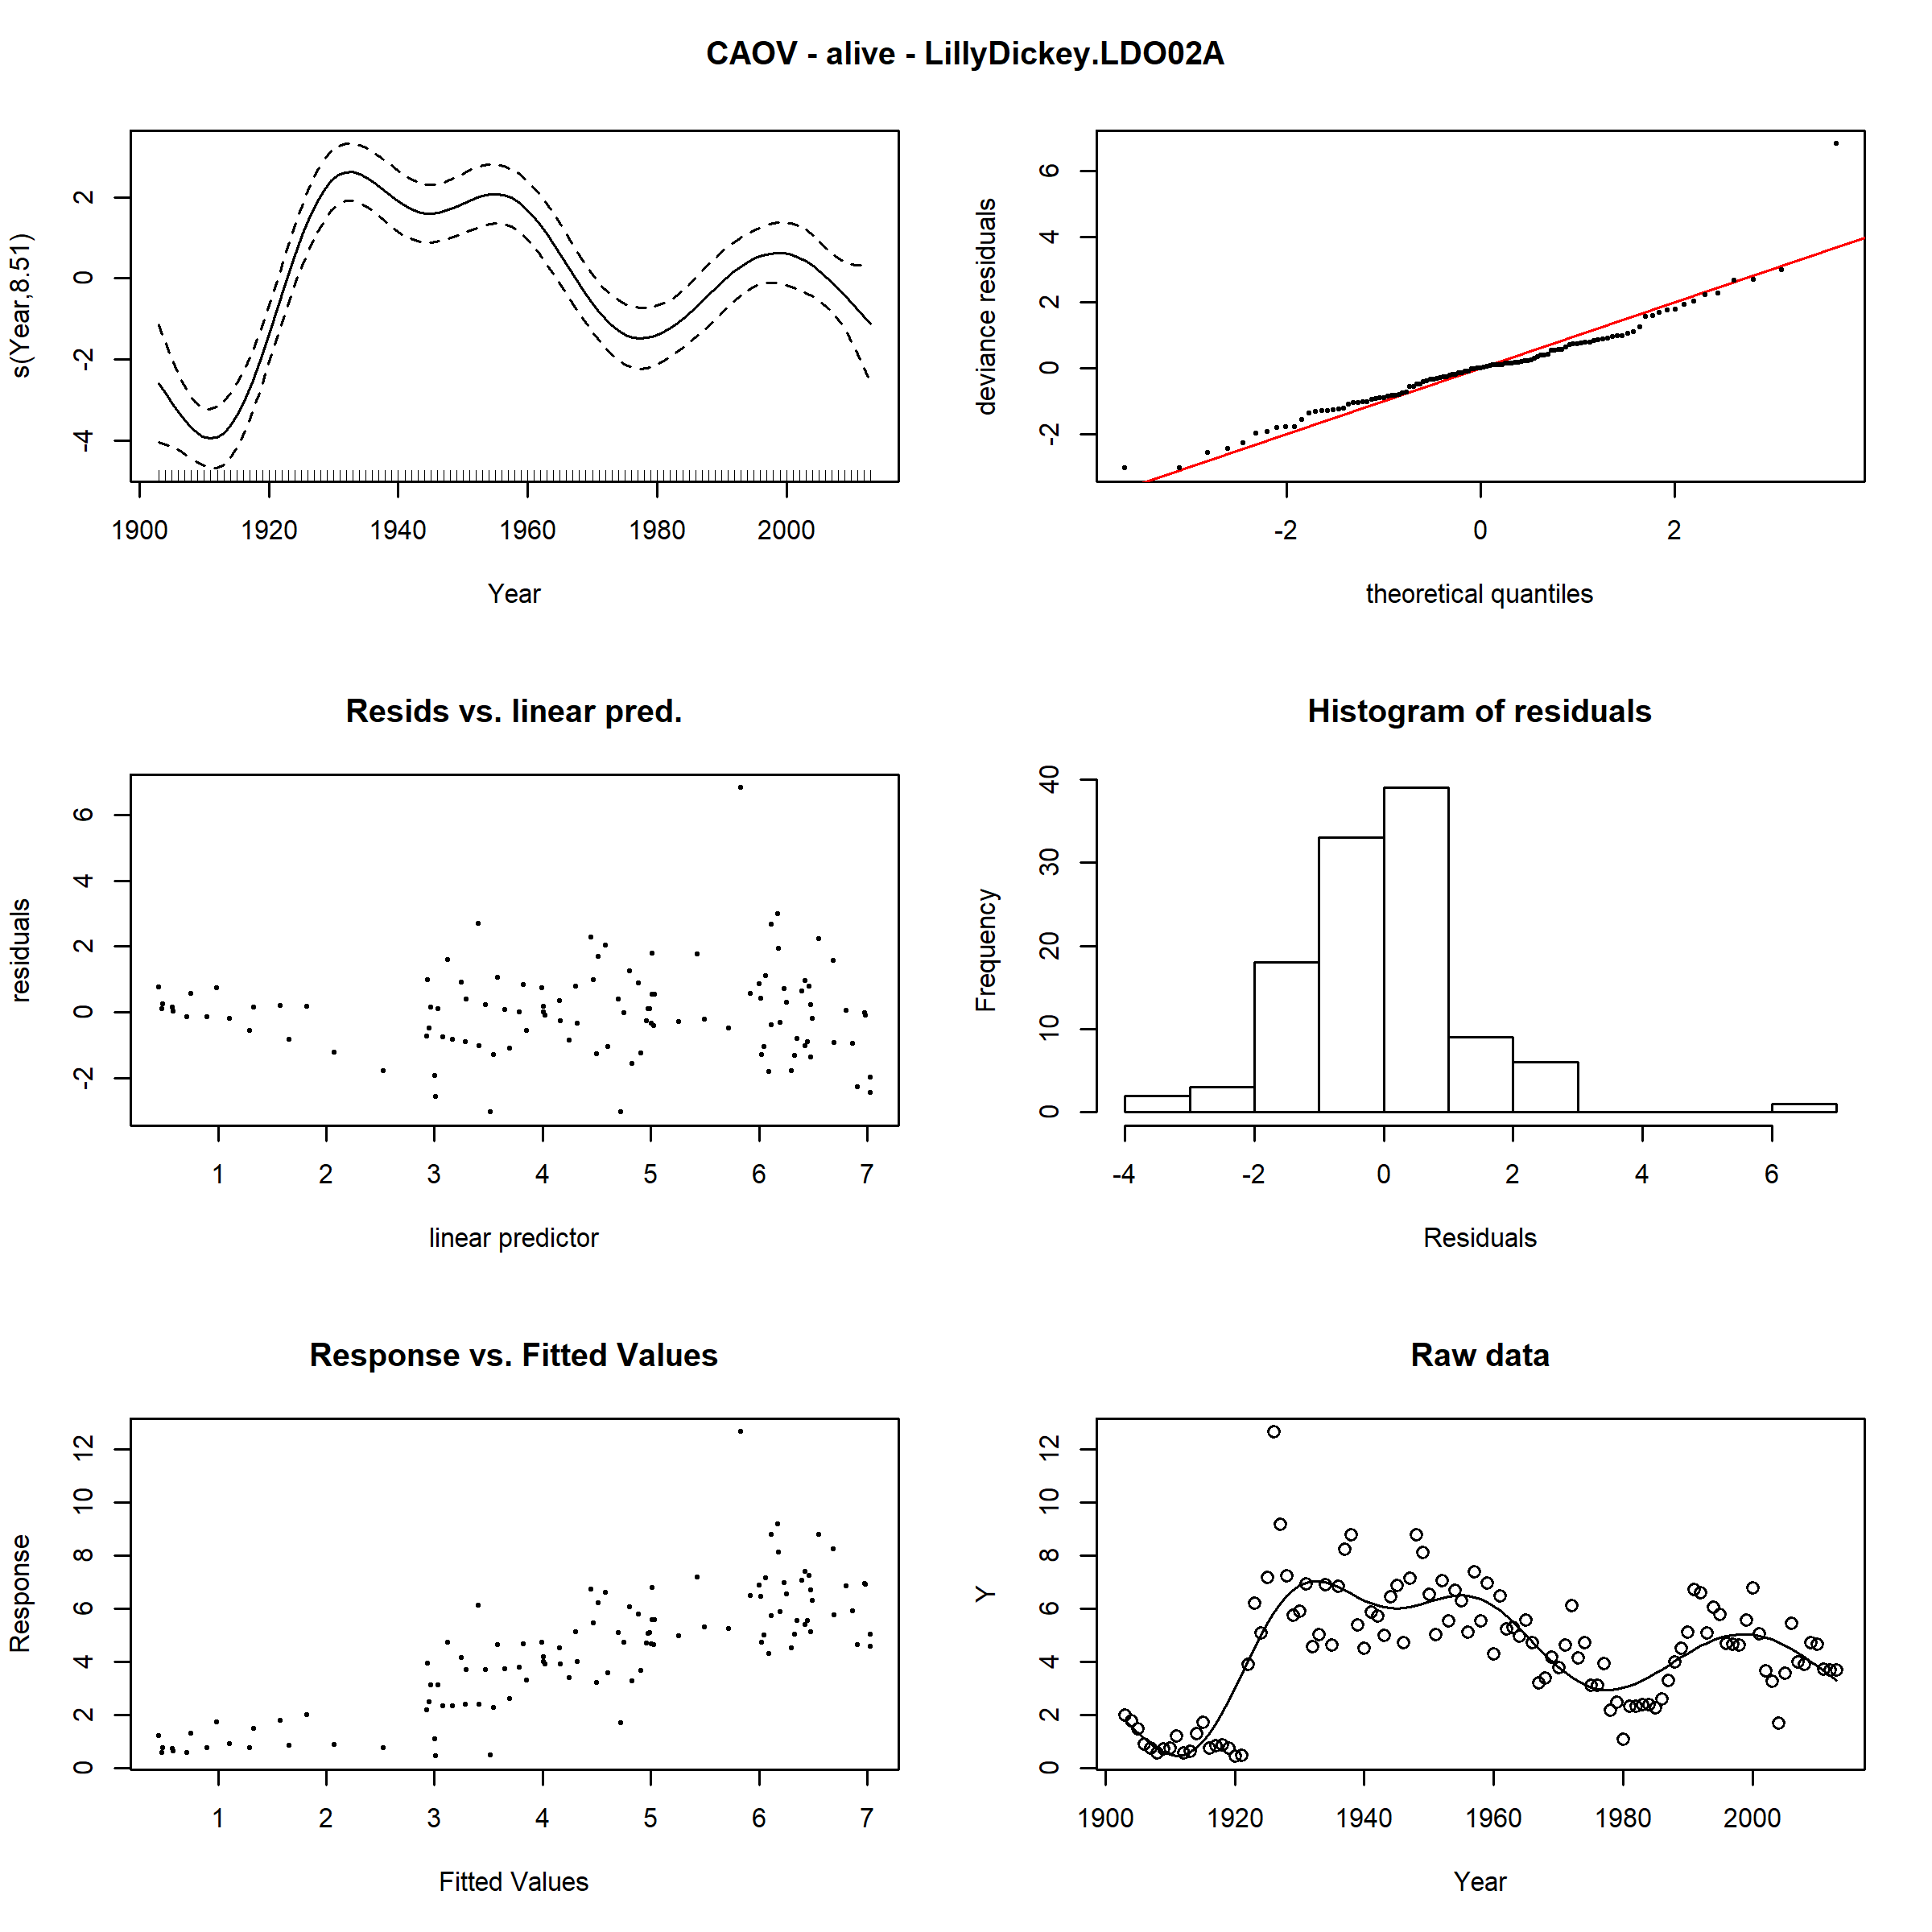 CAOV - alive - LillyDickey.LDO02A
s(Year,8.51)
2
0
-2
-4
1900 1920 1940 1960 1980 2000
Year
deviance residuals
6
4
2
0
-2
-2 0 2
theoretical quantiles
Resids vs. linear pred.
residuals
6
4
2
0
-2
1 2 3 4 5 6 7
linear predictor
Histogram of residuals
Frequency
40
30
20
10
0
-4 -2 0 2 4 6
Residuals
Response vs. Fitted Values
Response
12
10
8
6
4
2
0
1 2 3 4 5 6 7
Fitted Values
Raw data
Y
12
10
8
6
4
2
0
1900 1920 1940 1960 1980 2000
Year